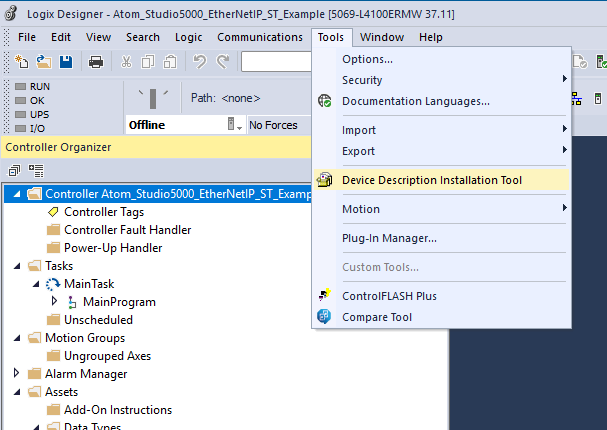 Logix Designer - Atom_Studio5000_EtherNetIP_ST_Example [5069-L4100ERMW 37.11]
File Edit View Search Logic Communications Tools Window Help
RUN
OK
UPS
I/O
Path: <none>
Offline
No Forces
Controller Organizer
Controller Atom_Studio5000_EtherNetIP_ST_Examp
Controller Tags
Controller Fault Handler
Power-Up Handler
Tasks
MainTask
MainProgram
Unscheduled
Motion Groups
Ungrouped Axes
Alarm Manager
Assets
Add-On Instructions
Data Types
Options...
Security
Documentation Languages...
Import
Export
Device Description Installation Tool
Motion
Plug-In Manager...
Custom Tools...
ControlFLASH Plus
Compare Tool